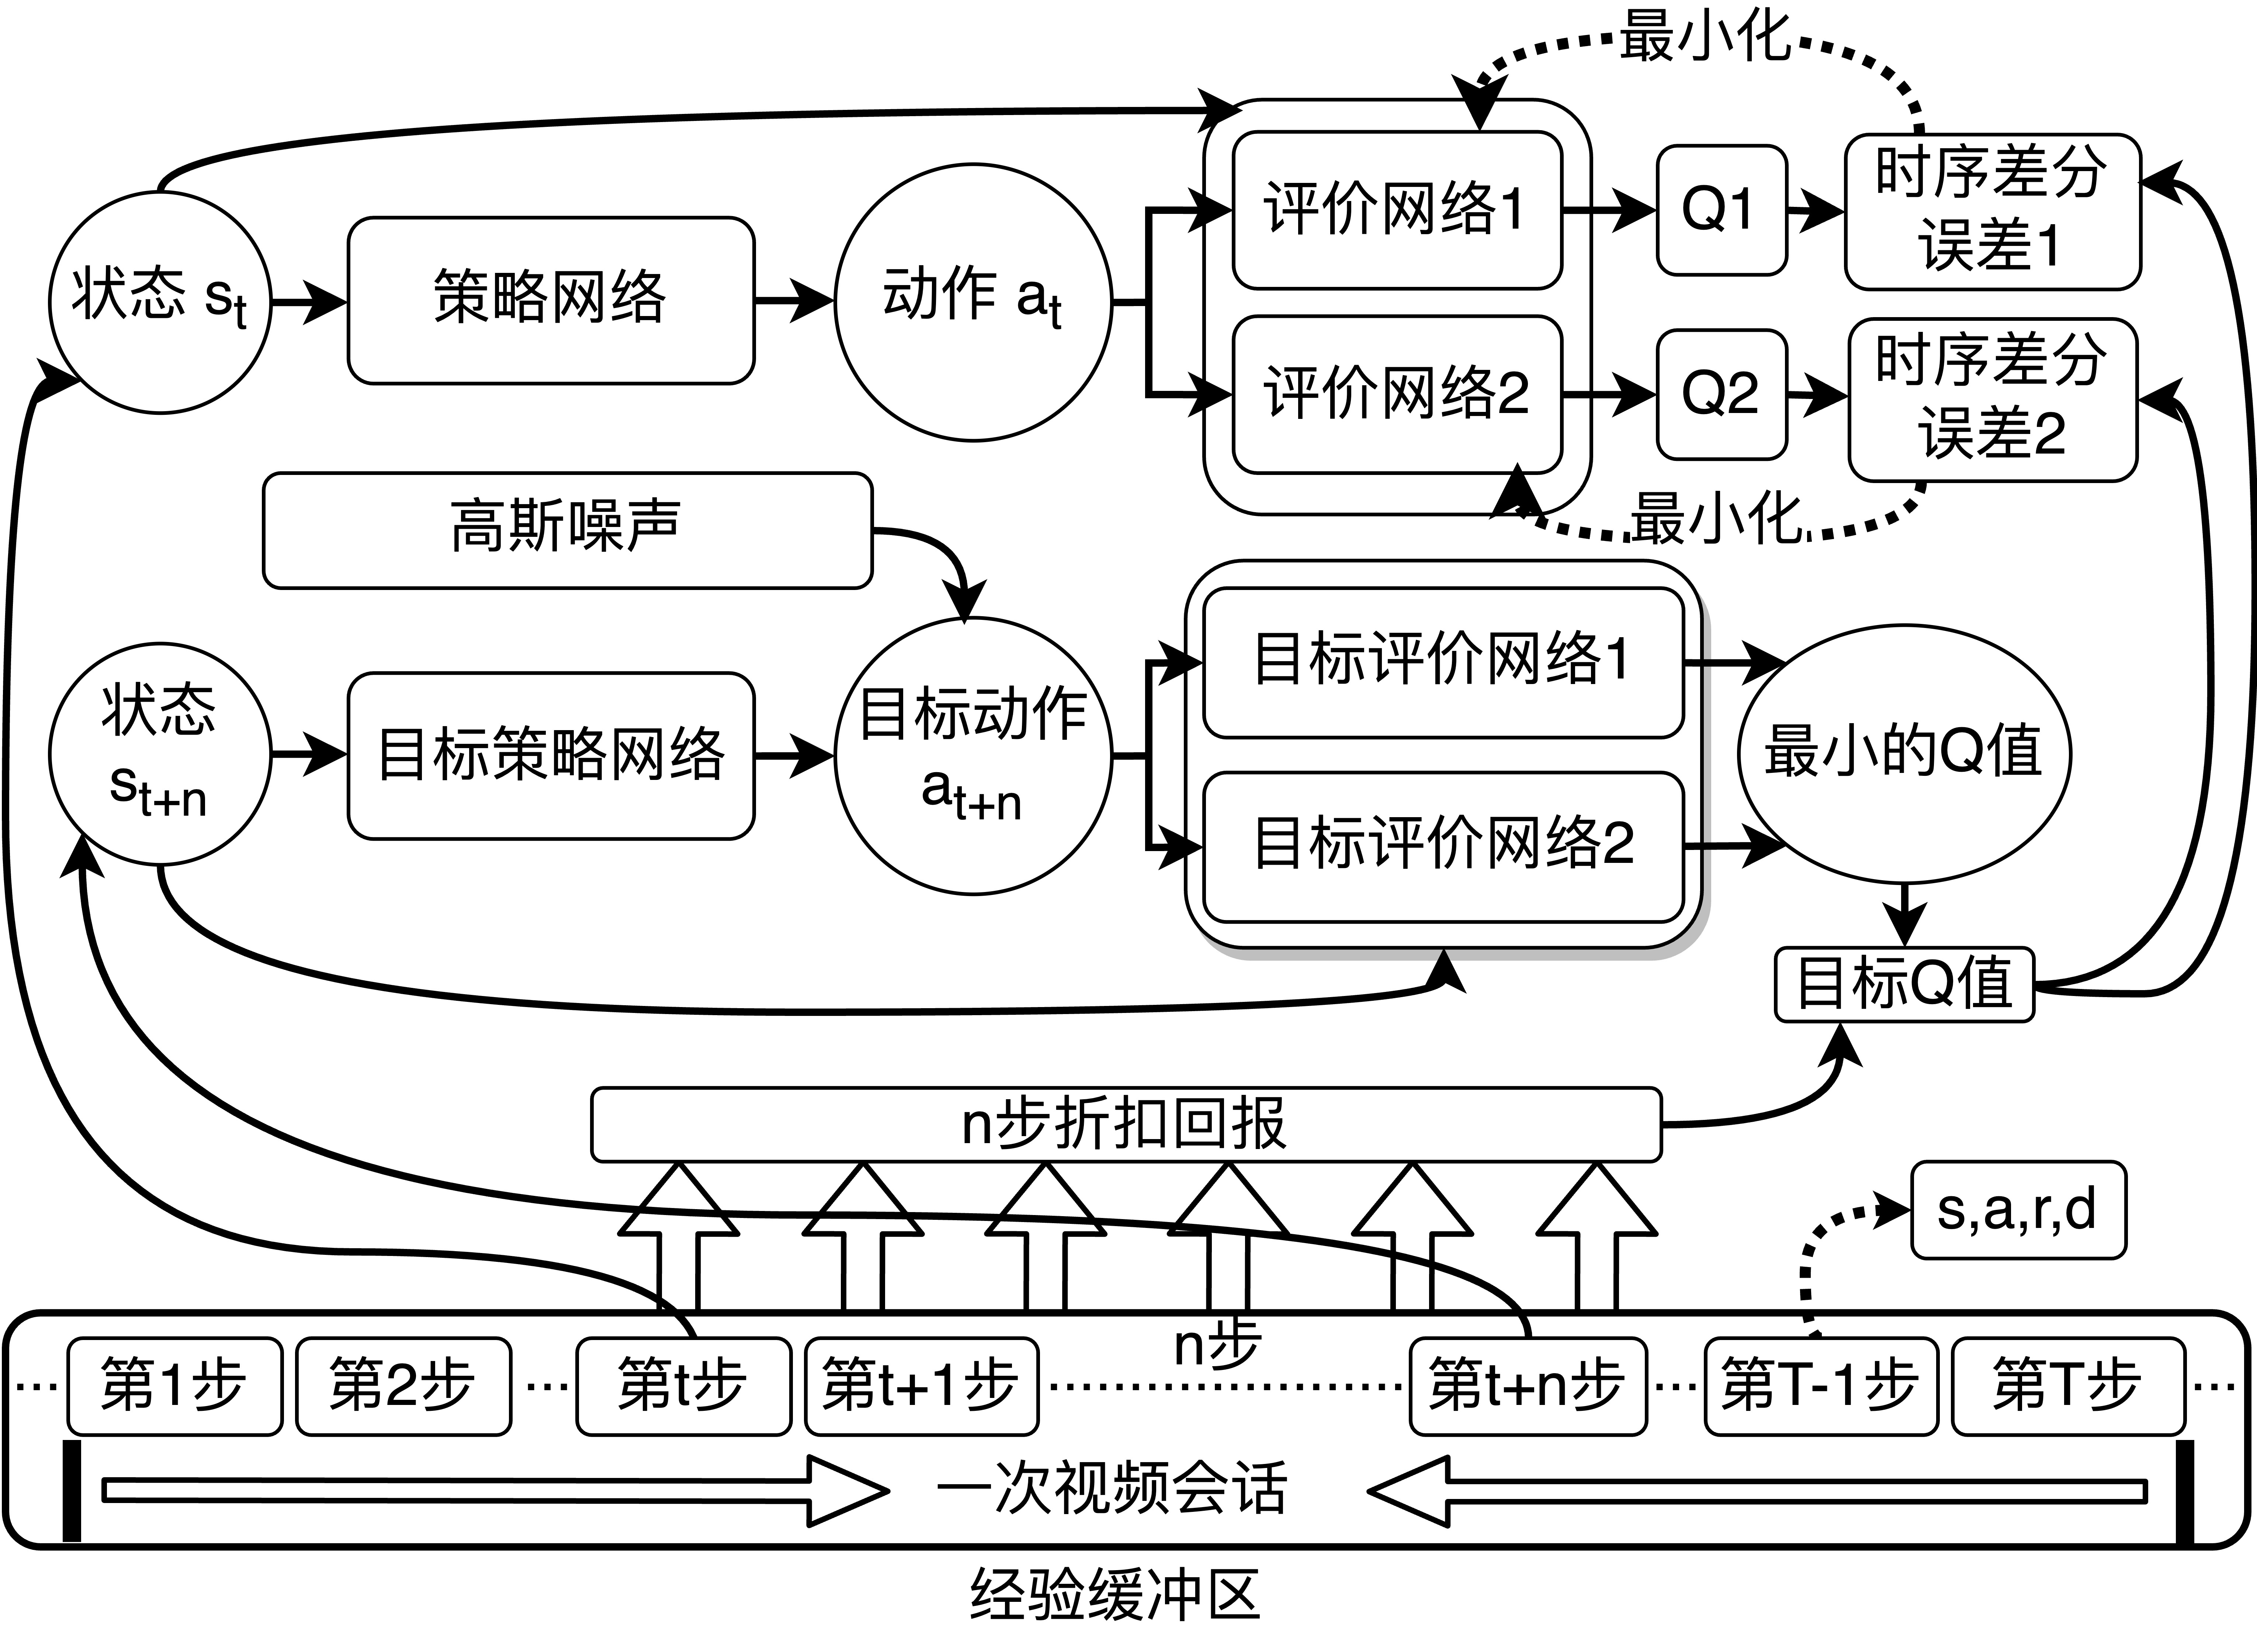 最小化
状态 st
策略网络
动作 at
评价网络1
Q1
时序差分
误差1
评价网络2
Q2
时序差分
误差2
最小化
高斯噪声
状态
st+n
目标策略网络
目标动作
at+n
目标评价网络1
目标评价网络2
最小的Q值
目标Q值
n步折扣回报
s,a,r,d
n步
···
第1步
第2步
···
第t步
第t+1步
第t+n步
···
第T-1步
第T步
···
一次视频会话
经验缓冲区